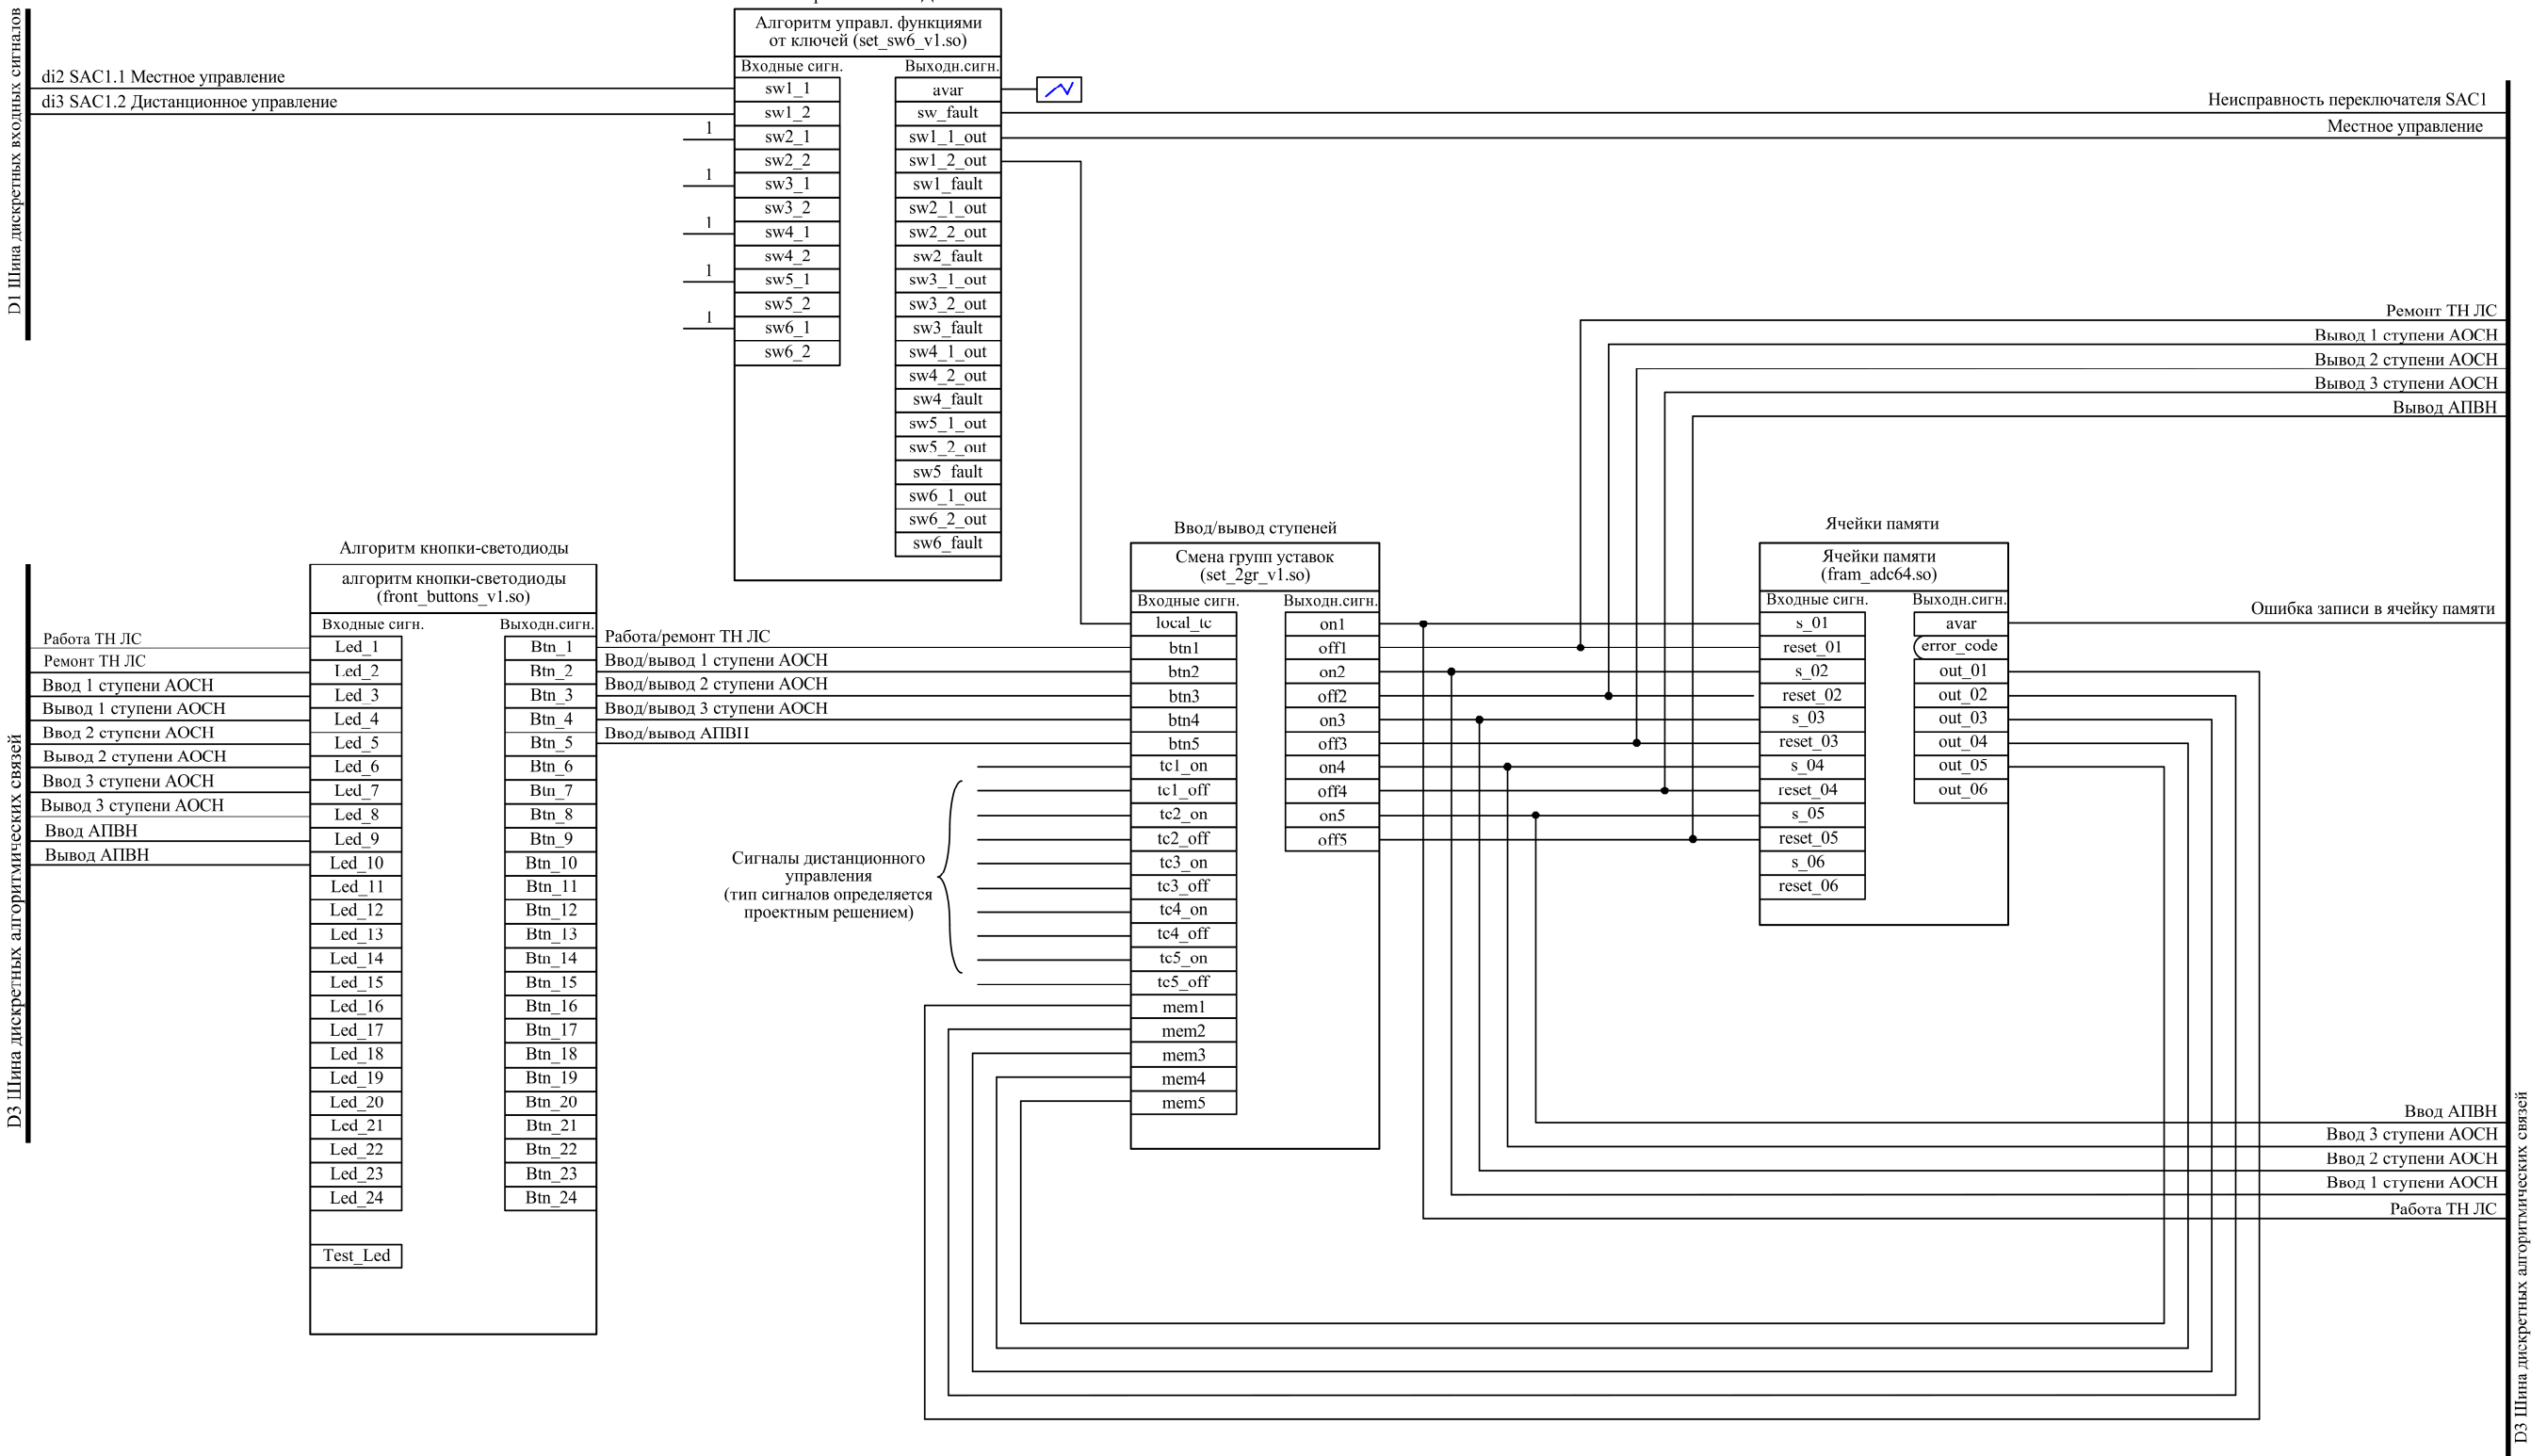 D1 Шина дискретных входных сигналов
di2 SAC1.1 Местное управление
di3 SAC1.2 Дистанционное управление
Алгоритм управл. функциями
от ключей (set_sw6_v1.so)
Входные сигн.
Выходн.сигн.
sw1_1
sw1_2
sw2_1
sw2_2
sw3_1
sw3_2
sw4_1
sw4_2
sw5_1
sw5_2
sw6_1
sw6_2
1
1
1
1
1
avar
sw_fault
sw1_1_out
sw1_2_out
sw1_fault
sw2_1_out
sw2_2_out
sw2_fault
sw3_1_out
sw3_2_out
sw3_fault
sw4_1_out
sw4_2_out
sw4_fault
sw5_1_out
sw5_2_out
sw5_fault
sw6_1_out
sw6_2_out
sw6_fault
Неисправность переключателя SAC1
Местное управление
Ремонт ТН ЛС
Вывод 1 ступени АОСН
Вывод 2 ступени АОСН
Вывод 3 ступени АОСН
Вывод АПВН
D3 Шина дискретных алгоритмических связей
Работа ТН ЛС
Ремонт ТН ЛС
Ввод 1 ступени АОСН
Вывод 1 ступени АОСН
Ввод 2 ступени АОСН
Вывод 2 ступени АОСН
Ввод 3 ступени АОСН
Вывод 3 ступени АОСН
Ввод АПВН
Вывод АПВН
Алгоритм кнопки-светодиоды
алгоритм кнопки-светодиоды
(front_buttons_v1.so)
Входные сигн.
Выходн.сигн.
Led_1
Led_2
Led_3
Led_4
Led_5
Led_6
Led_7
Led_8
Led_9
Led_10
Led_11
Led_12
Led_13
Led_14
Led_15
Led_16
Led_17
Led_18
Led_19
Led_20
Led_21
Led_22
Led_23
Led_24
Test_Led
Btn_1
Btn_2
Btn_3
Btn_4
Btn_5
Btn_6
Btn_7
Btn_8
Btn_9
Btn_10
Btn_11
Btn_12
Btn_13
Btn_14
Btn_15
Btn_16
Btn_17
Btn_18
Btn_19
Btn_20
Btn_21
Btn_22
Btn_23
Btn_24
Работа/ремонт ТН ЛС
Ввод/вывод 1 ступени АОСН
Ввод/вывод 2 ступени АОСН
Ввод/вывод 3 ступени АОСН
Ввод/вывод АПВН
Сигналы дистанционного
управления
(тип сигналов определяется
проектным решением)
Ввод/вывод ступеней
Смена групп уставок
(set_2gr_v1.so)
Входные сигн.
Выходн.сигн.
local_tc
btn1
btn2
btn3
btn4
btn5
tc1_on
tc1_off
tc2_on
tc2_off
tc3_on
tc3_off
tc4_on
tc4_off
tc5_on
tc5_off
mem1
mem2
mem3
mem4
mem5
on1
off1
on2
off2
on3
off3
on4
off4
on5
off5
Ячейки памяти
Ячейки памяти
(fram_adc64.so)
Входные сигн.
Выходн.сигн.
s_01
reset_01
s_02
reset_02
s_03
reset_03
s_04
reset_04
s_05
reset_05
s_06
reset_06
avar
error_code
out_01
out_02
out_03
out_04
out_05
out_06
Ошибка записи в ячейку памяти
Ввод АПВН
Ввод 3 ступени АОСН
Ввод 2 ступени АОСН
Ввод 1 ступени АОСН
Работа ТН ЛС
D3 Шина дискретных алгоритмических связей